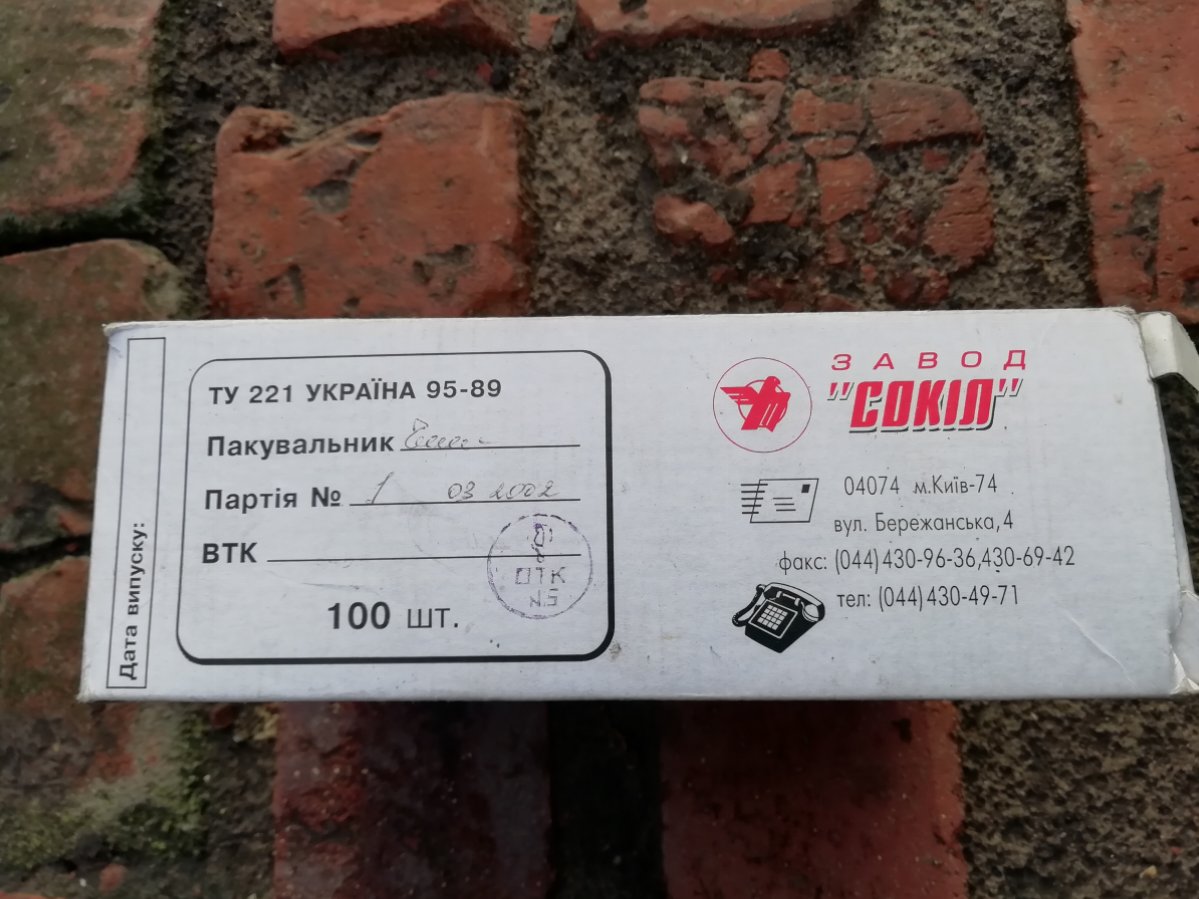 Дата випуску:
ТУ 221 УКРАЇНА 95-89
Пакувальник
Партія № 1 03 2002
ВТК
ОТК
№5
100 шт.
ЗАВОД
"СОКІЛ"
04074 м.Київ-74
вул. Бережанська,4
факс: (044)430-96-36,430-69-42
тел: (044)430-49-71